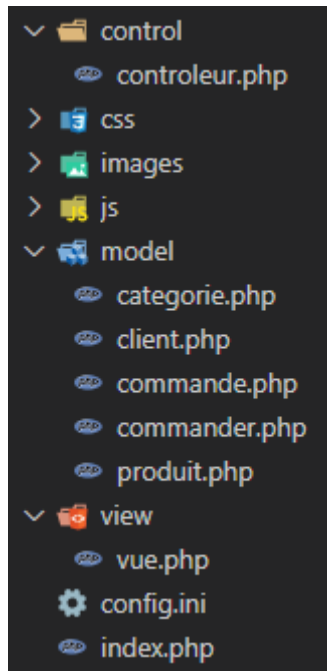 control
controleur.php
css
images
js
model
categorie.php
client.php
commande.php
commander.php
produit.php
view
vue.php
config.ini
index.php